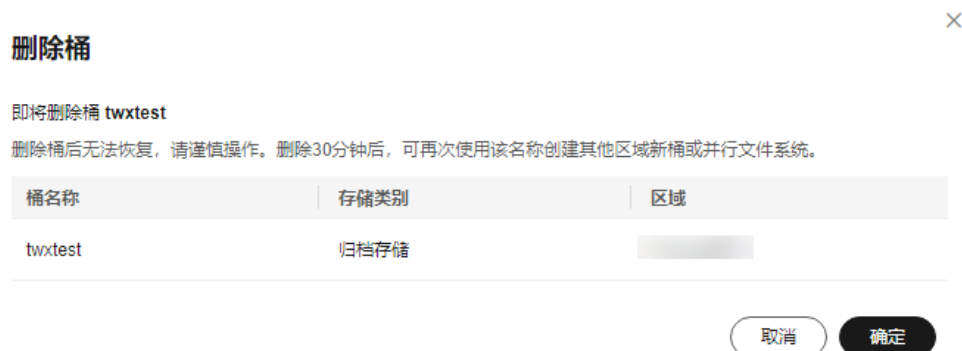 删除桶
即将删除桶 twxtest
删除桶后无法恢复，请谨慎操作。删除30分钟后，可再次使用该名称创建其他区域新桶或并行文件系统。
桶名称 存储类别 区域
twxtest 归档存储
取消 确定